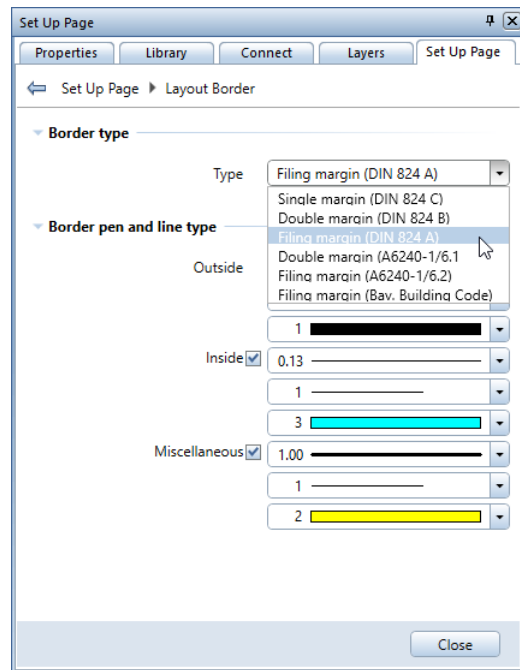 Set Up Page
Properties Library Connect Layers Set Up Page
Set Up Page Layout Border
Border type
Type Filing margin (DIN 824 A)
Single margin (DIN 824 C)
Double margin (DIN 824 B)
Border pen and line type
Filing margin (DIN 824 A)
Double margin (A6240-1/6.1
Outside
Filing margin (A6240-1/6.2)
Filing margin (Bav. Building Code)
1
Inside 0.13
1
3
Miscellaneous 1.00
1
2
Close